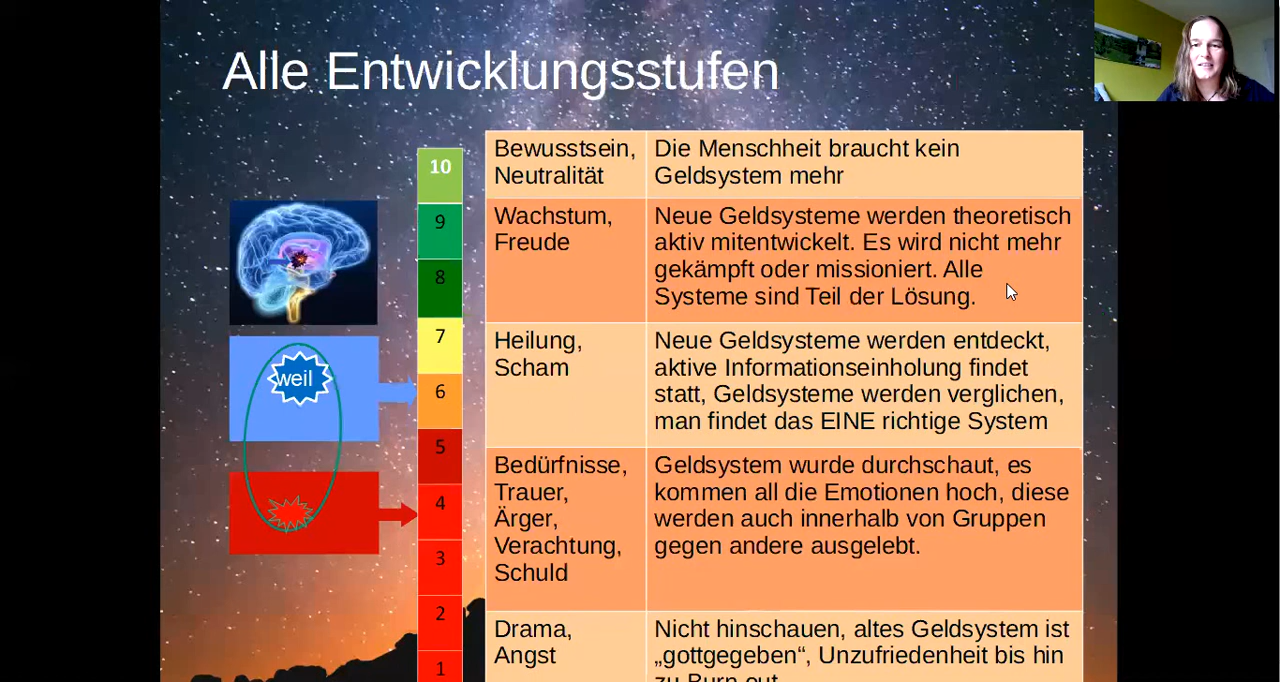 Alle Entwicklungsstufen
10
9
8
7
6
5
4
3
2
1
weil
Bewusstsein,
Neutralität
Die Menschheit braucht kein
Geldsystem mehr
Wachstum,
Freude
Neue Geldsysteme werden theoretisch
aktiv mitentwickelt. Es wird nicht mehr
gekämpft oder missioniert. Alle
Systeme sind Teil der Lösung.
Heilung,
Scham
Neue Geldsysteme werden entdeckt,
aktive Informationseinholung findet
statt, Geldsysteme werden verglichen,
man findet das EINE richtige System
Bedürfnisse,
Trauer,
Ärger,
Verachtung,
Schuld
Geldsystem wurde durchschaut, es
kommen all die Emotionen hoch, diese
werden auch innerhalb von Gruppen
gegen andere ausgelebt.
Drama,
Angst
Nicht hinschauen, altes Geldsystem ist
„gottgegeben“, Unzufriedenheit bis hin
zu Burn out